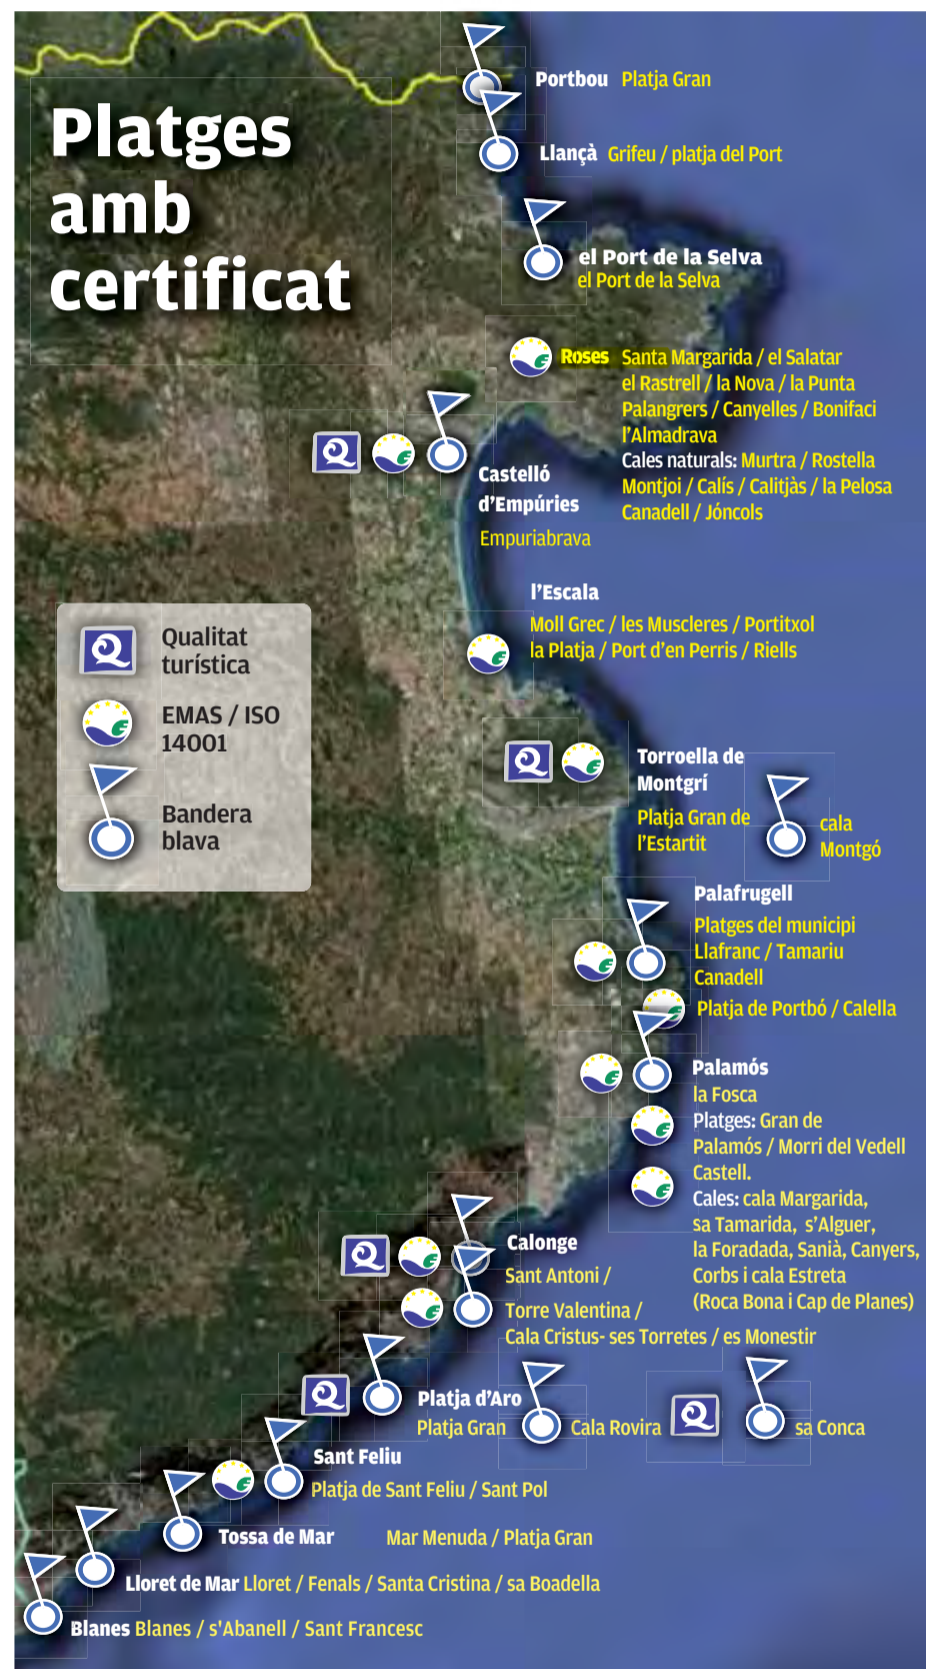 Platges
amb
certificat
Portbou Platja Gran
Llançà Grifeu / platja del Port
el Port de la Selva
el Port de la Selva
Roses Santa Margarida / el Salatar
el Rastrell / la Nova / la Punta
Palangrers / Canyelles / Bonifaci
l'Almadrava
Cales naturals: Murtra / Rostella
Montjoi / Calís / Calitjàs / la Pelosa
Canadell / Jóncols
Castelló
d'Empúries
Empuriabrava
l'Escala
Moll Grec / les Muscleres / Portitxol
la Platja / Port d'en Perris / Riells
Qualitat
turística
EMAS / ISO
14001
Bandera
blava
Torroella de
Montgrí
Platja Gran de
l'Estartit
cala
Montgó
Palafrugell
Platges del municipi
Llafranc / Tamariu
Canadell
Platja de Portbó / Calella
Palamós
la Fosca
Platges: Gran de
Palamós / Morri del Vedell
Castell.
Cales: cala Margarida,
sa Tamarida, s'Alguer,
la Foradada, Sanià, Canyers,
Corbs i cala Estreta
(Roca Bona i Cap de Planes)
Calonge
Sant Antoni /
Torre Valentina /
Cala Cristus- ses Torretes / es Monestir
Platja d'Aro
Platja Gran
Cala Rovira
sa Conca
Sant Feliu
Platja de Sant Feliu / Sant Pol
Tossa de Mar Mar Menuda / Platja Gran
Lloret de Mar Lloret / Fenals / Santa Cristina / sa Boadella
Blanes Blanes / s'Abanell / Sant Francesc